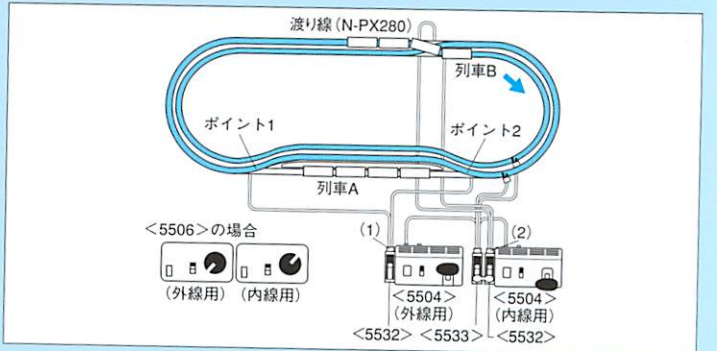 渡り線(N-PX280)
列車B
ポイント1
ポイント2
列車A
<5506>の場合
(外線用)
(内線用)
(1)
(2)
<5504>
(外線用)
<5504>
(内線用)
<5532>
<5533>
<5532>